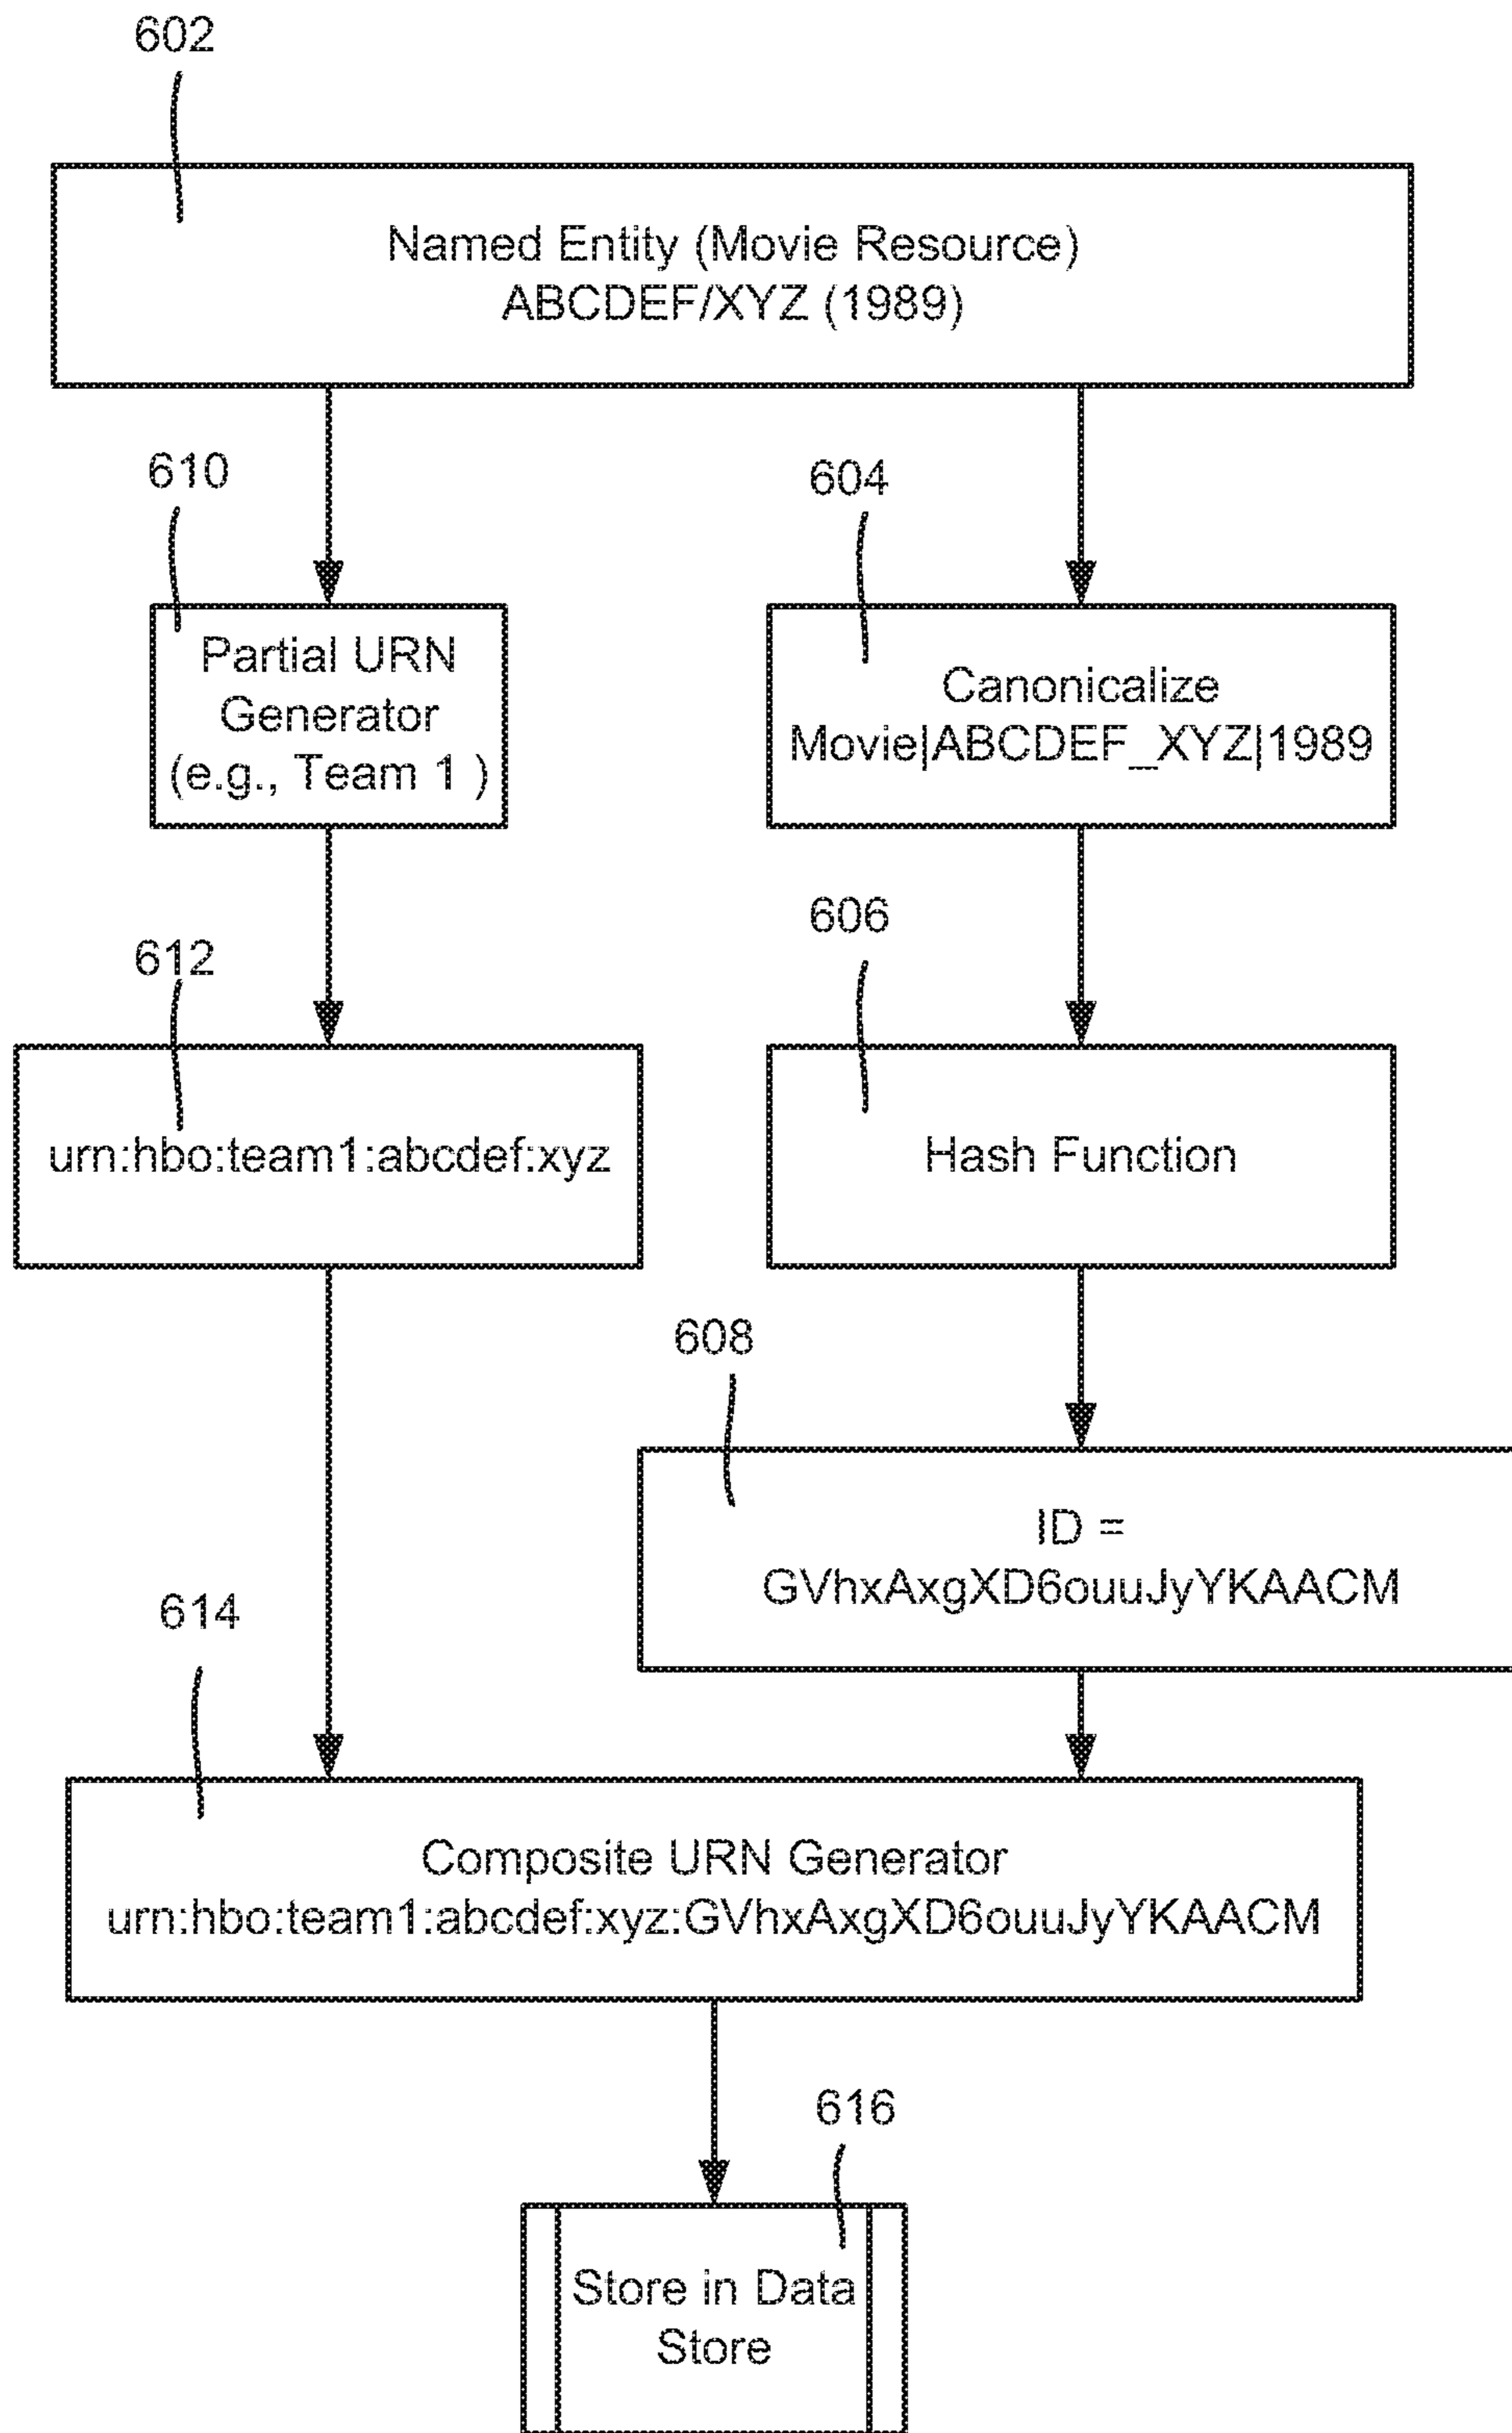 602
Named Entity (Movie Resource)
ABCDEF/XYZ (1989)
610
604
Partial URN
Generator
(e.g., Team 1 )
Canonicalize
Movie|ABCDEF_XYZ|1989
606
612
urn:hbo:team1:abcdef:xyz
Hash Function
608
ID =
GVhxAxgXD6ouuJyYKAACM
614
Composite URN Generator
urn:hbo:team1:abcdef:xyz:GVhxAxgXD6ouuJyYKAACM
616
Store in Data
Store